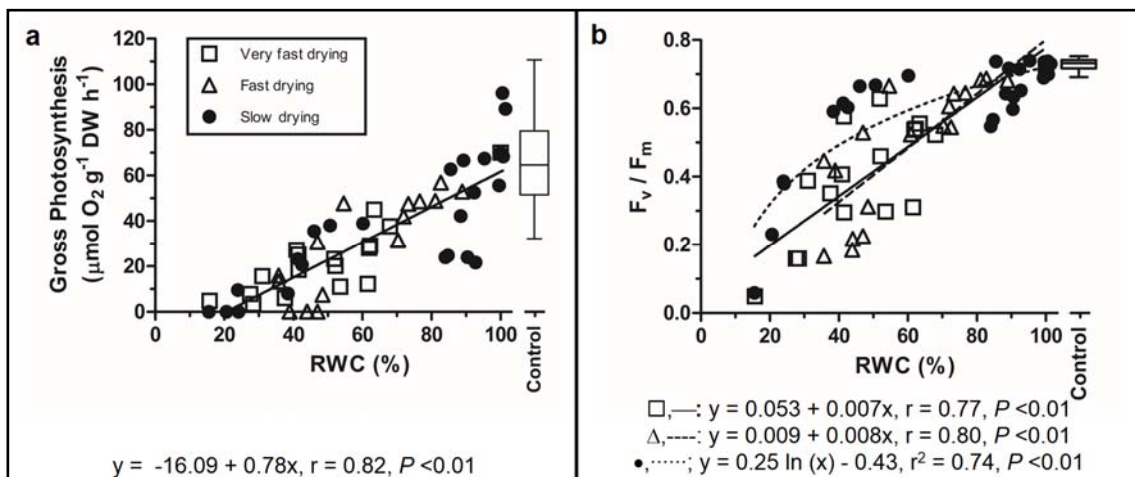 a
Gross Photosynthesis
(μmol O₂ g⁻¹ DW h⁻¹)
120
100
80
60
40
20
0
□ Very fast drying
△ Fast drying
● Slow drying
0 20 40 60 80 100
Control
RWC (%)
y = -16.09 + 0.78x, r = 0.82, P <0.01
b
Fᵥ / Fₘ
0.8
0.6
0.4
0.2
0.0
0 20 40 60 80 100
Control
RWC (%)
□,—: y = 0.053 + 0.007x, r = 0.77, P <0.01
Δ,----: y = 0.009 + 0.008x, r = 0.80, P <0.01
•,······; y = 0.25 ln (x) - 0.43, r² = 0.74, P <0.01